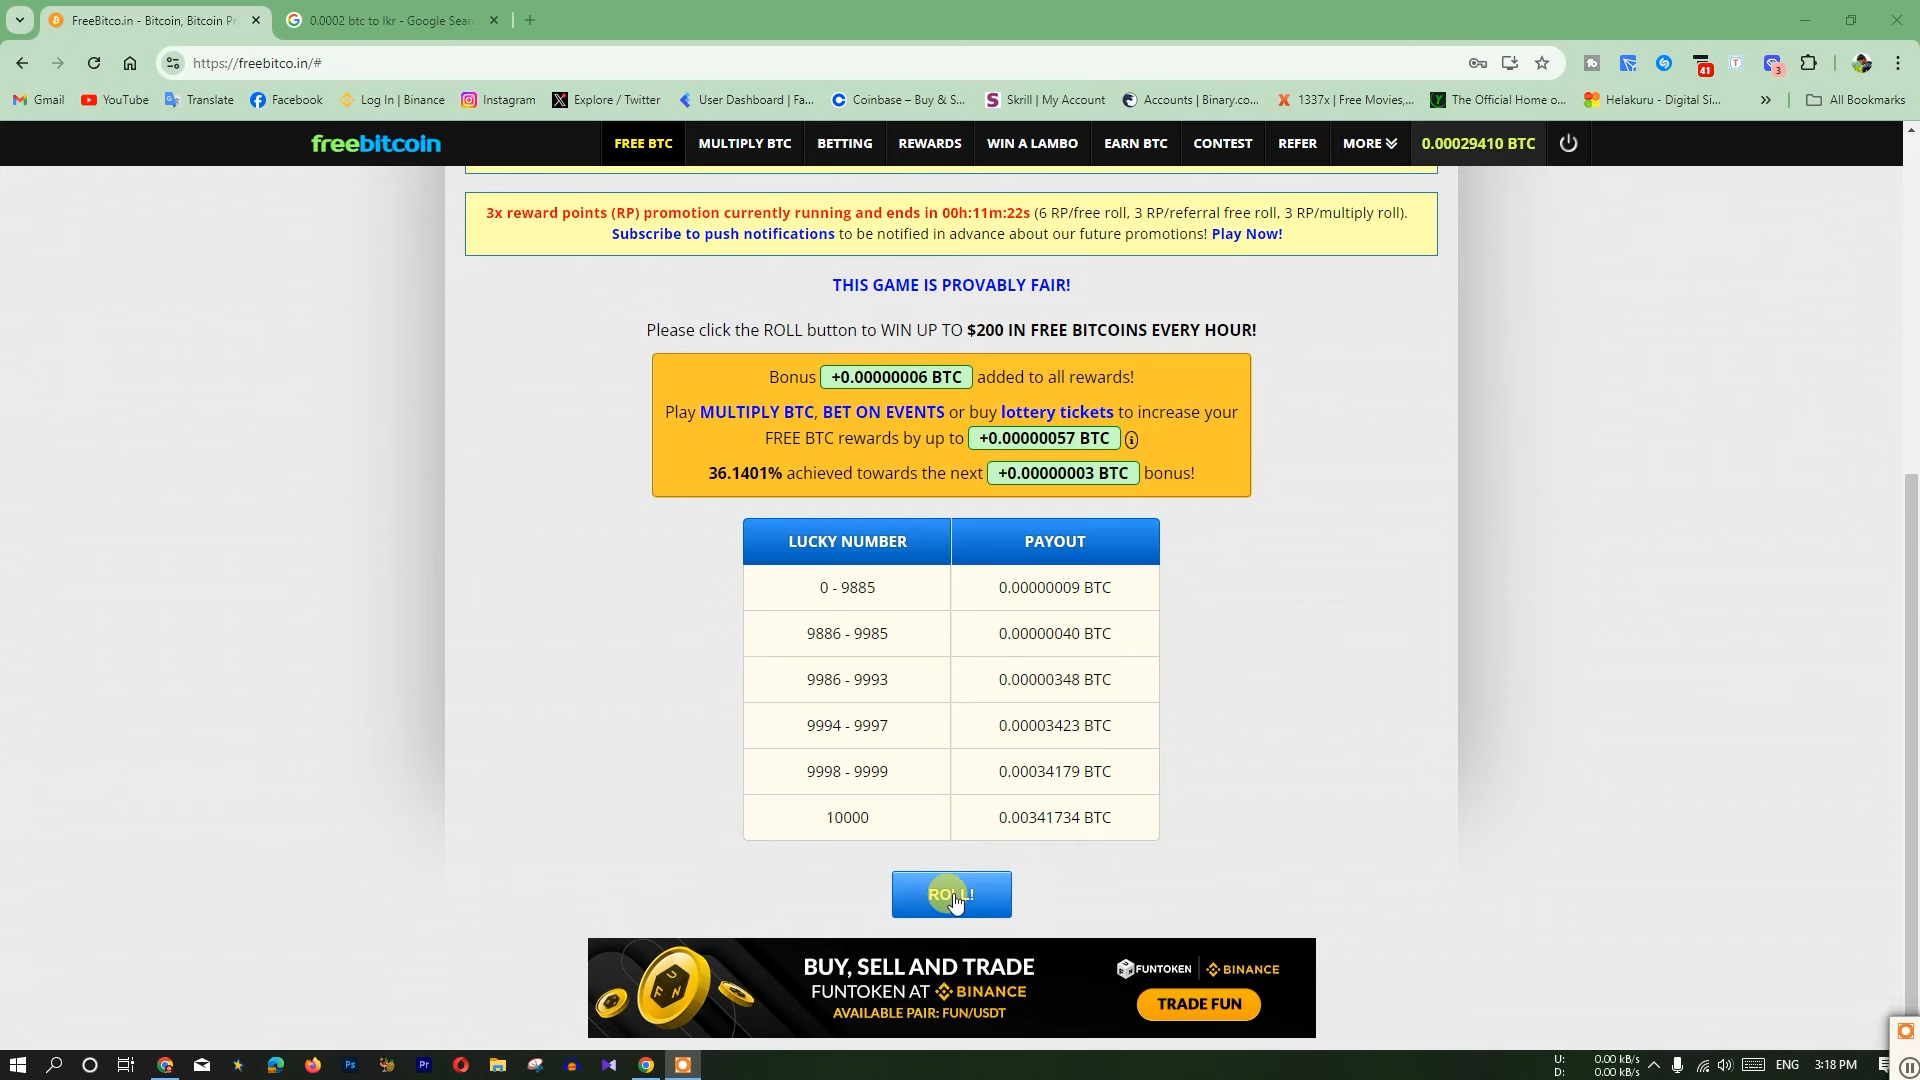 FreeBitco.in - Bitcoin, Bitcoin Pr
0.0002 btc to lkr - Google Sear
https://freebitco.in/#
41
3
Gmail
YouTube
Translate
Facebook
Log In | Binance
Instagram
Explore / Twitter
User Dashboard | Fa...
Coinbase – Buy & S...
Skrill | My Account
Accounts | Binary.co...
1337x | Free Movies,...
The Official Home o...
Helakuru - Digital Si...
All Bookmarks
freebitcoin
FREE BTC
MULTIPLY BTC
BETTING
REWARDS
WIN A LAMBO
EARN BTC
CONTEST
REFER
MORE
0.00029410 BTC
3x reward points (RP) promotion currently running and ends in 00h:11m:22s (6 RP/free roll, 3 RP/referral free roll, 3 RP/multiply roll).
Subscribe to push notifications to be notified in advance about our future promotions! Play Now!
THIS GAME IS PROVABLY FAIR!
Please click the ROLL button to WIN UP TO $200 IN FREE BITCOINS EVERY HOUR!
Bonus +0.00000006 BTC added to all rewards!
Play MULTIPLY BTC, BET ON EVENTS or buy lottery tickets to increase your
FREE BTC rewards by up to +0.00000057 BTC
36.1401% achieved towards the next +0.00000003 BTC bonus!
LUCKY NUMBER PAYOUT
0 - 9885 0.00000009 BTC
9886 - 9985 0.00000040 BTC
9986 - 9993 0.00000348 BTC
9994 - 9997 0.00003423 BTC
9998 - 9999 0.00034179 BTC
10000 0.00341734 BTC
ROLL!
BUY, SELL AND TRADE
FUNTOKEN AT BINANCE
AVAILABLE PAIR: FUN/USDT
FUNTOKEN | BINANCE
TRADE FUN
U: 0.00 kB/s
D: 0.00 kB/s
ENG
3:18 PM